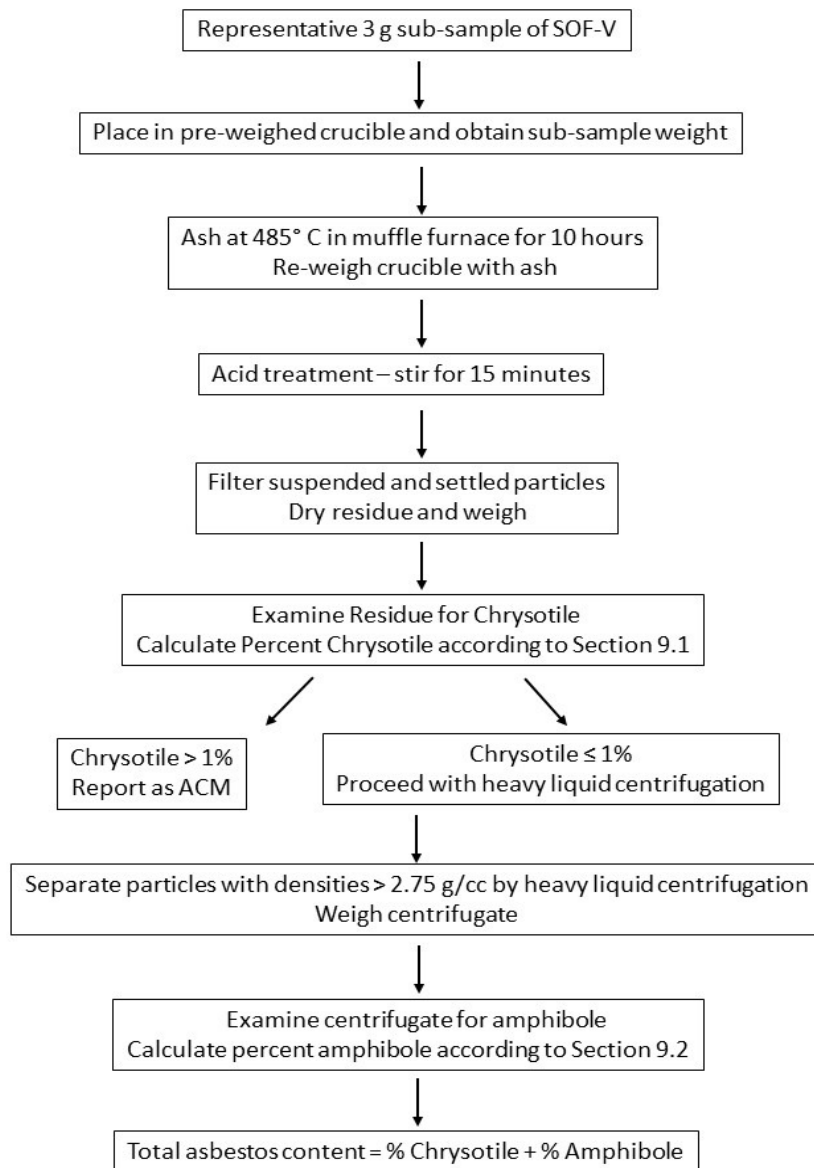 Representative 3 g sub-sample of SOF-V
Place in pre-weighed crucible and obtain sub-sample weight
Ash at 485° C in muffle furnace for 10 hours
Re-weigh crucible with ash
Acid treatment – stir for 15 minutes
Filter suspended and settled particles
Dry residue and weigh
Examine Residue for Chrysotile
Calculate Percent Chrysotile according to Section 9.1
Chrysotile > 1%
Report as ACM
Chrysotile ≤ 1%
Proceed with heavy liquid centrifugation
Separate particles with densities > 2.75 g/cc by heavy liquid centrifugation
Weigh centrifugate
Examine centrifugate for amphibole
Calculate percent amphibole according to Section 9.2
Total asbestos content = % Chrysotile + % Amphibole